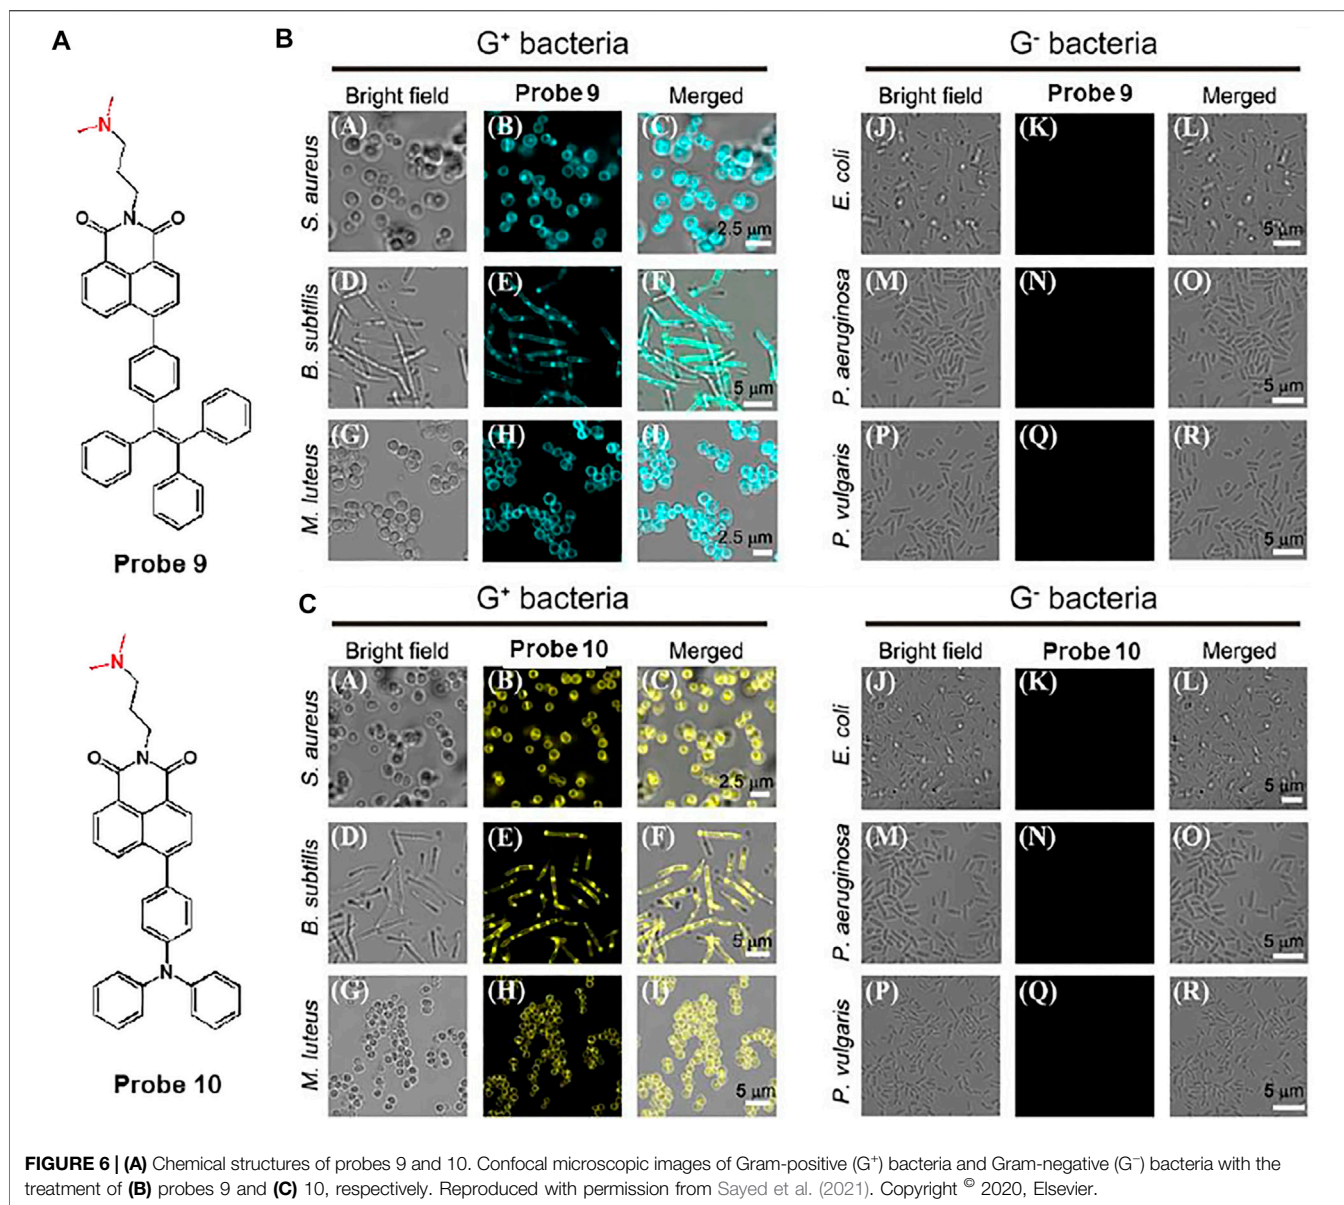 A
N
O
N
O
Probe 9
N
O
N
O
N
Probe 10
B
G⁺ bacteria
G⁻ bacteria
Bright field Probe 9 Merged
Bright field Probe 9 Merged
S. aureus
(A) (B) (C)
2.5 μm
E. coli
(J) (K) (L)
5 μm
B. subtilis
(D) (E) (F)
5 μm
P. aeruginosa
(M) (N) (O)
5 μm
M. luteus
(G) (H) (I)
2.5 μm
P. vulgaris
(P) (Q) (R)
5 μm
C
G⁺ bacteria
G⁻ bacteria
Bright field Probe 10 Merged
Bright field Probe 10 Merged
S. aureus
(A) (B) (C)
2.5 μm
E. coli
(J) (K) (L)
5 μm
B. subtilis
(D) (E) (F)
5 μm
P. aeruginosa
(M) (N) (O)
5 μm
M. luteus
(G) (H) (I)
5 μm
P. vulgaris
(P) (Q) (R)
5 μm
FIGURE 6 | (A) Chemical structures of probes 9 and 10. Confocal microscopic images of Gram-positive (G⁺) bacteria and Gram-negative (G⁻) bacteria with the
treatment of (B) probes 9 and (C) 10, respectively. Reproduced with permission from Sayed et al. (2021). Copyright © 2020, Elsevier.